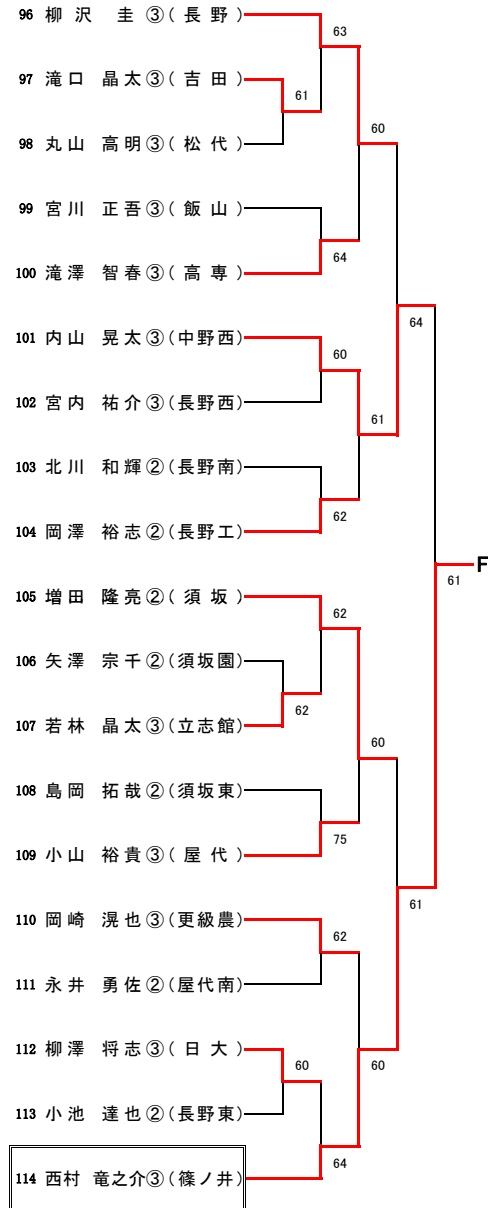 96 柳沢 圭③(長野)
63
97 滝口 晶太③(吉田)
61
60
98 丸山 高明③(松代)
99 宮川 正吾③(飯山)
64
100 滝澤 智春③(高専)
64
101 内山 晃太③(中野西)
60
102 宮内 祐介③(長野西)
61
103 北川 和輝②(長野南)
62
104 岡澤 裕志②(長野工)
F
61
105 増田 隆亮②(須坂)
62
106 矢澤 宗千②(須坂園)
62
107 若林 晶太③(立志館)
60
108 島岡 拓哉②(須坂東)
75
109 小山 裕貴③(屋代)
61
110 岡崎 滉也③(更級農)
62
111 永井 勇佐②(屋代南)
112 柳澤 将志③(日大)
60
60
113 小池 達也②(長野東)
64
114 西村 竜之介③(篠ノ井)